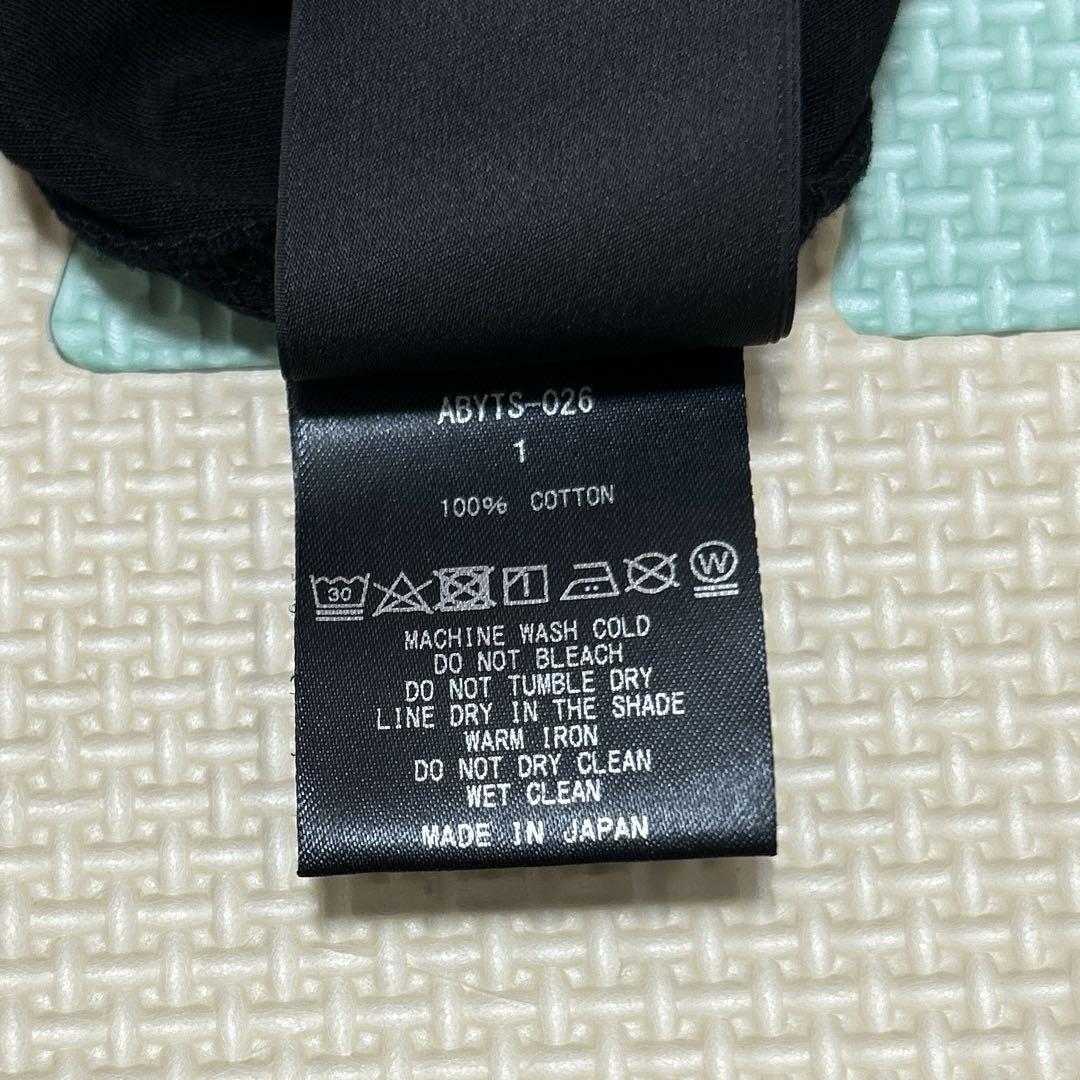 ABYTS-026
1
100% COTTON
30 W
MACHINE WASH COLD
DO NOT BLEACH
DO NOT TUMBLE DRY
LINE DRY IN THE SHADE
WARM IRON
DO NOT DRY CLEAN
WET CLEAN
MADE IN JAPAN